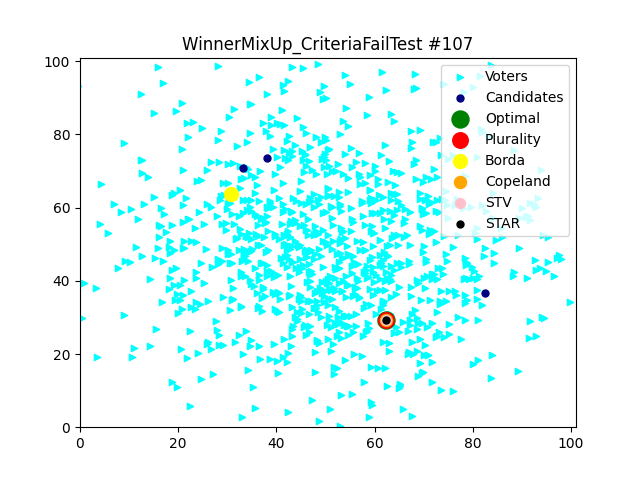 WinnerMixUp_CriteriaFailTest #107
100
80
60
40
20
0
0
20
40
60
80
100
Voters
Candidates
Optimal
Plurality
Borda
Copeland
STV
STAR